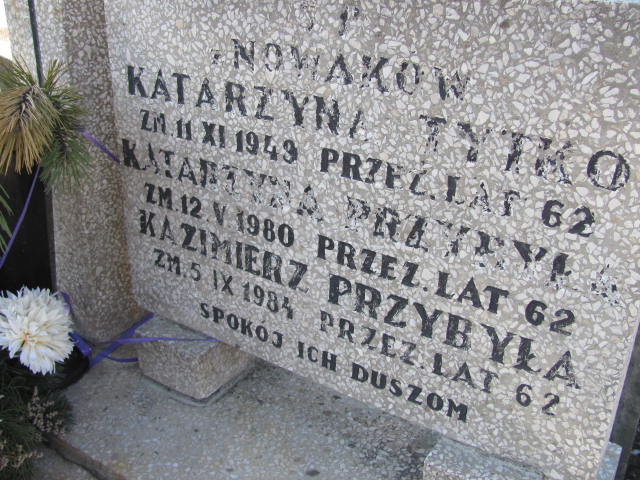 Ś P
z NOWAKÓW
KATARZYNA TYTKO
ZM. 11 XI 1949 PRZEŻ. LAT 62
KATARZYNA PRZYBYŁA
ZM 12 V 1980 PRZEŻ. LAT 62
KAZIMIERZ PRZYBYŁA
ZM. 5 IX 1984 PRZEŻ. LAT 62
SPOKÓJ ICH DUSZOM